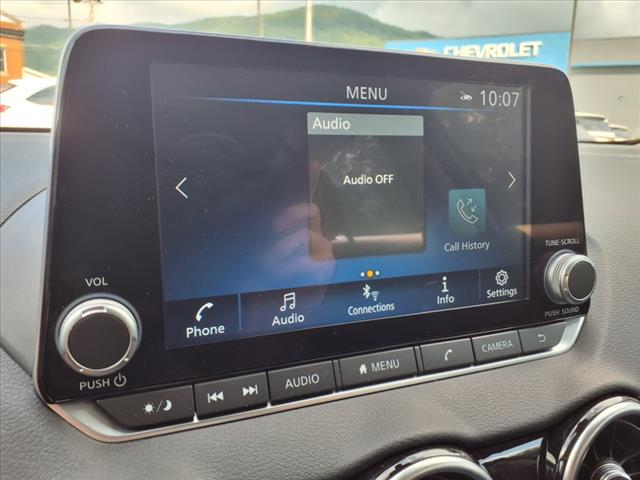 CHEVROLET
MENU
10:07
Audio
Audio OFF
Call History
Phone
Audio
Connections
Info
Settings
VOL
PUSH
TUNE·SCROLL
PUSH SOUND
AUDIO
MENU
CAMERA